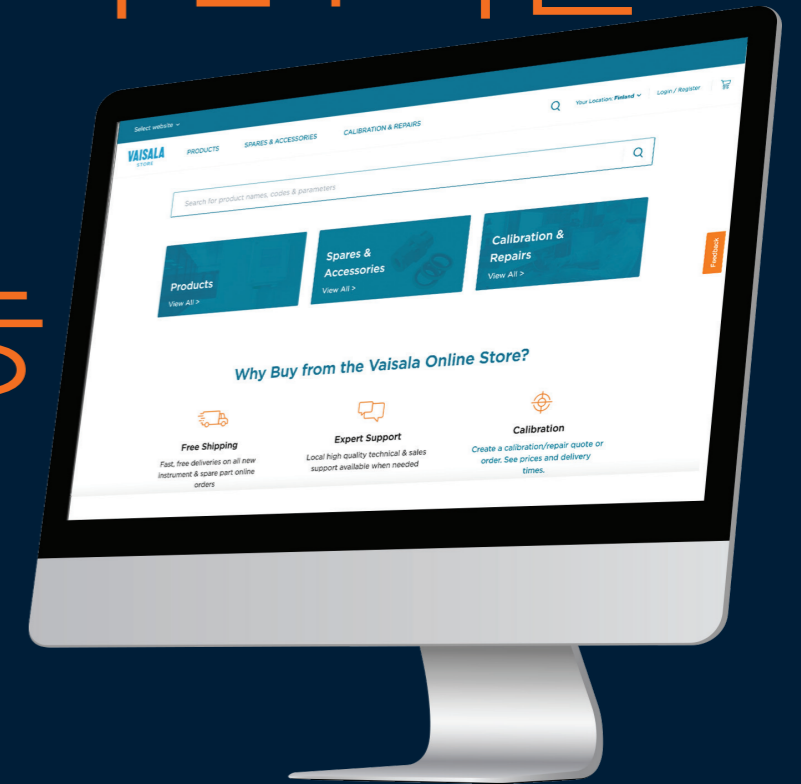 Select website
Your Location: Finland
Login / Register
VAISALA
STORE
PRODUCTS
SPARES & ACCESSORIES
CALIBRATION & REPAIRS
Search for product names, codes & parameters
Products
View All >
Spares &
Accessories
View All >
Calibration &
Repairs
View All >
Feedback
Why Buy from the Vaisala Online Store?
Free Shipping
Fast, free deliveries on all new
instrument & spare part online
orders
Expert Support
Local high quality technical & sales
support available when needed
Calibration
Create a calibration/repair quote or
order. See prices and delivery
times.